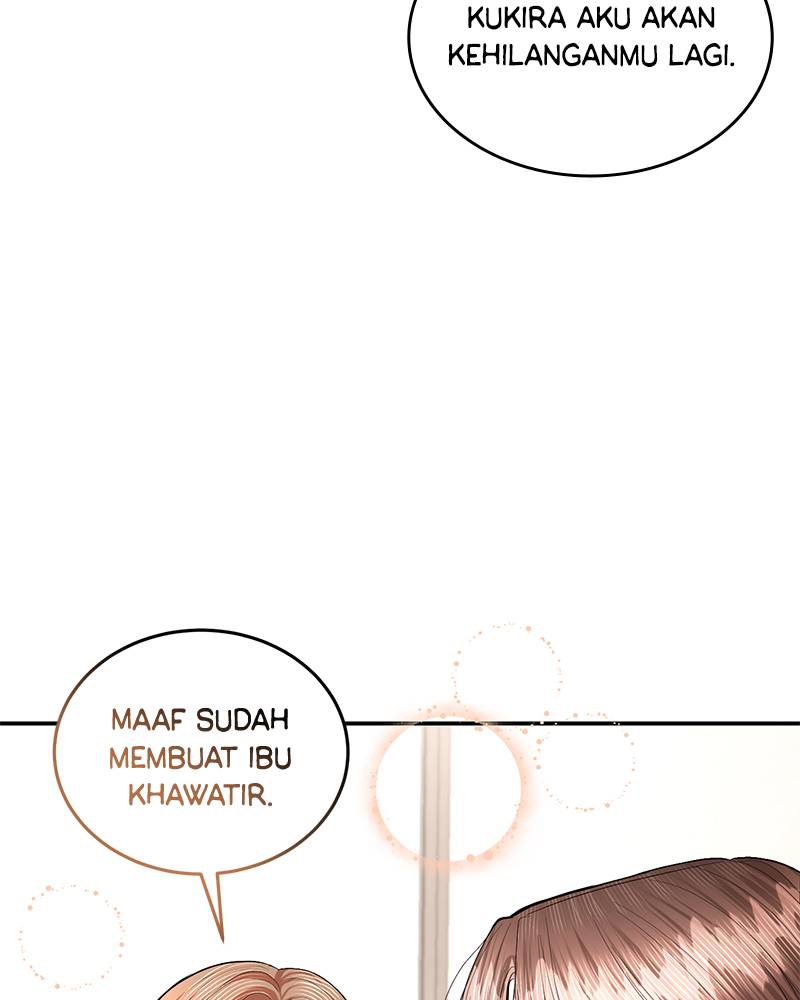 KUKIRA AKU AKAN
KEHILANGANMU LAGI.
MAAF SUDAH
MEMBUAT IBU
KHAWATIR.